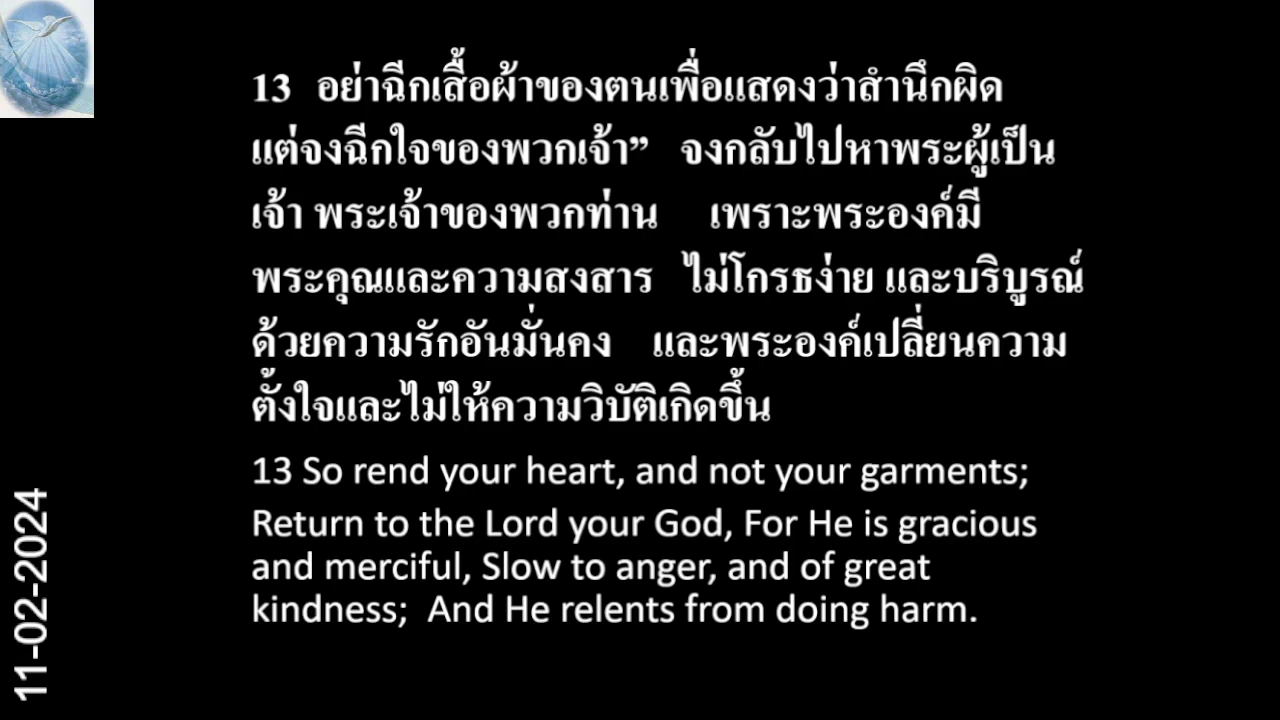 13 อย่าฉีกเสื้อผ้าของตนเพื่อแสดงว่าสำนึกผิด
แต่จงฉีกใจของพวกเจ้า” จงกลับไปหาพระผู้เป็น
เจ้า พระเจ้าของพวกท่าน เพราะพระองค์มี
พระคุณและความสงสาร ไม่โกรธง่าย และบริบูรณ์
ด้วยความรักอันมั่นคง และพระองค์เปลี่ยนความ
ตั้งใจและไม่ให้ความวิบัติเกิดขึ้น
13 So rend your heart, and not your garments;
Return to the Lord your God, For He is gracious
and merciful, Slow to anger, and of great
kindness; And He relents from doing harm.
11-02-2024